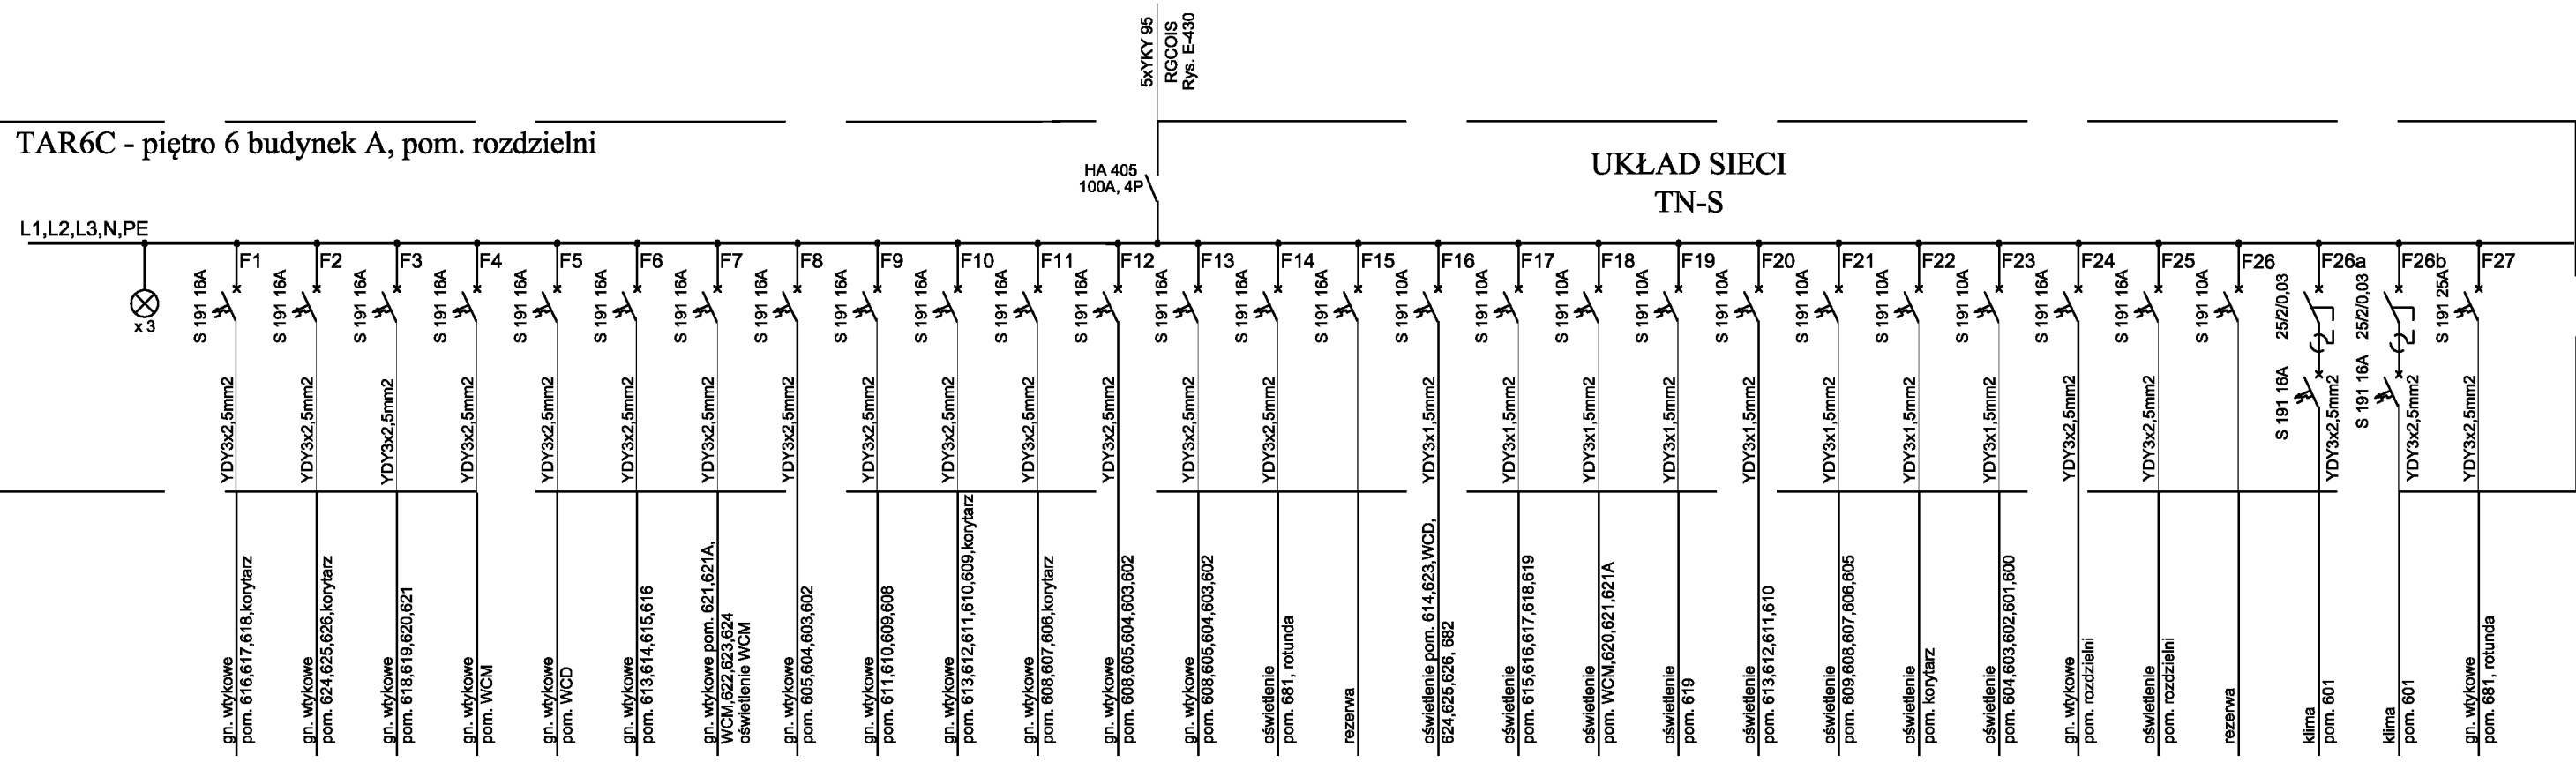 5xYKY 95
RGCOIS
Rys. E-430
TAR6C - piętro 6 budynek A, pom. rozdzielni
UKŁAD SIECI
TN-S
HA 405
100A, 4P
L1,L2,L3,N,PE
x 3
F1
S 191 16A
YDY3x2,5mm2
gn. wtykowe
pom. 616,617,618,korytarz
F2
S 191 16A
YDY3x2,5mm2
gn. wtykowe
pom. 624,625,626,korytarz
F3
S 191 16A
YDY3x2,5mm2
gn. wtykowe
pom. 618,619,620,621
F4
S 191 16A
YDY3x2,5mm2
gn. wtykowe
pom. WCM
F5
S 191 16A
YDY3x2,5mm2
gn. wtykowe
pom. WCD
F6
S 191 16A
YDY3x2,5mm2
gn. wtykowe
pom. 613,614,615,616
F7
S 191 16A
YDY3x2,5mm2
gn. wtykowe pom. 621,621A,
WCM,622,623,624
oświetlenie WCM
F8
S 191 16A
YDY3x2,5mm2
gn. wtykowe
pom. 605,604,603,602
F9
S 191 16A
YDY3x2,5mm2
gn. wtykowe
pom. 611,610,609,608
F10
S 191 16A
YDY3x2,5mm2
gn. wtykowe
pom. 613,612,611,610,609,korytarz
F11
S 191 16A
YDY3x2,5mm2
gn. wtykowe
pom. 608,607,606,korytarz
F12
S 191 16A
YDY3x2,5mm2
gn. wtykowe
pom. 608,605,604,603,602
F13
S 191 16A
YDY3x2,5mm2
gn. wtykowe
pom. 608,605,604,603,602
F14
S 191 16A
YDY3x2,5mm2
oświetlenie
pom. 681, rotunda
F15
S 191 16A
rezerwa
F16
S 191 10A
YDY3x1,5mm2
oświetlenie pom. 614,623,WCD,
624,625,626, 682
F17
S 191 10A
YDY3x1,5mm2
oświetlenie
pom. 615,616,617,618,619
F18
S 191 16A
YDY3x1,5mm2
oświetlenie
pom. WCM,620,621,621A
F19
S 191 10A
YDY3x1,5mm2
oświetlenie
pom. 619
F20
S 191 10A
YDY3x1,5mm2
oświetlenie
pom. 613,612,611,610
F21
S 191 10A
YDY3x1,5mm2
oświetlenie
pom. 609,608,607,606,605
F22
S 191 10A
YDY3x1,5mm2
oświetlenie
pom. korytarz
F23
S 191 10A
YDY3x1,5mm2
oświetlenie
pom. 604,603,602,601,600
F24
S 191 16A
YDY3x2,5mm2
gn. wtykowe
pom. rozdzielni
F25
S 191 16A
YDY3x2,5mm2
oświetlenie
pom. rozdzielni
F26
S 191 10A
rezerwa
F26a
25/2/0,03
S 191 16A
YDY3x2,5mm2
klima
pom. 601
F26b
25/2/0,03
S 191 16A
YDY3x2,5mm2
klima
pom. 601
F27
S 191 25A
YDY3x2,5mm2
gn. wtykowe
pom. 681, rotunda